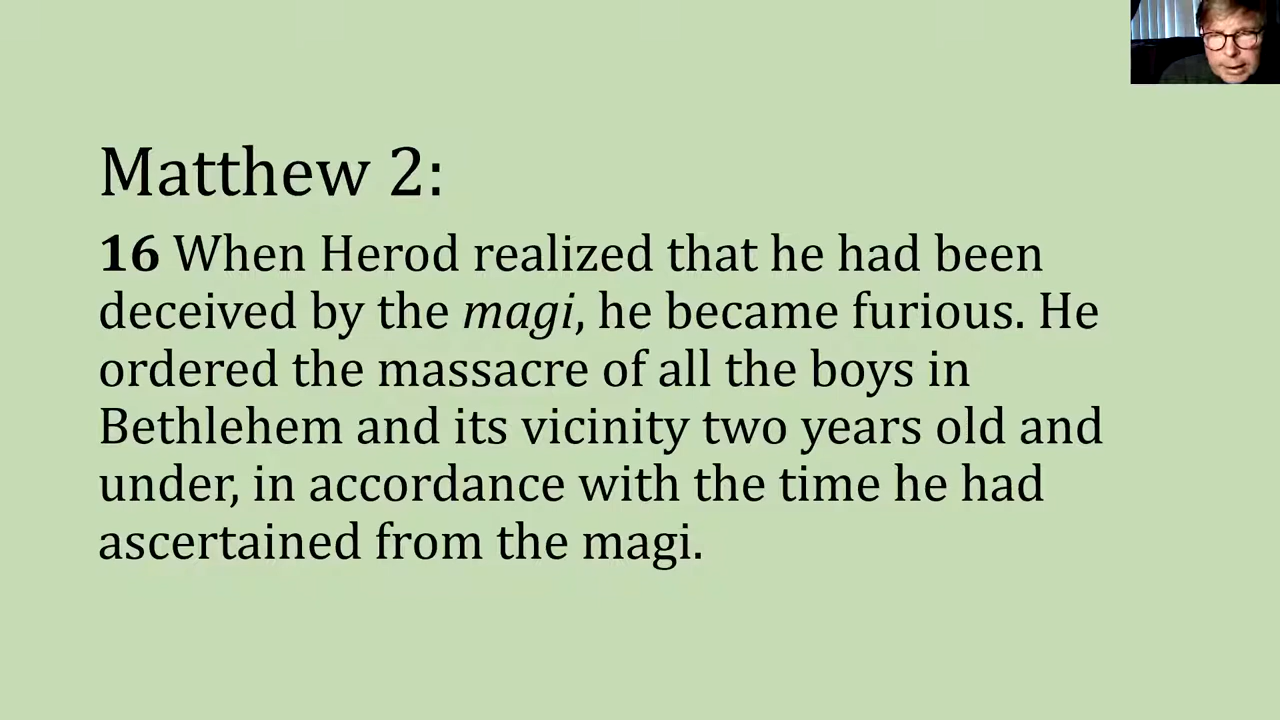 Matthew 2:
16 When Herod realized that he had been
deceived by the magi, he became furious. He
ordered the massacre of all the boys in
Bethlehem and its vicinity two years old and
under, in accordance with the time he had
ascertained from the magi.